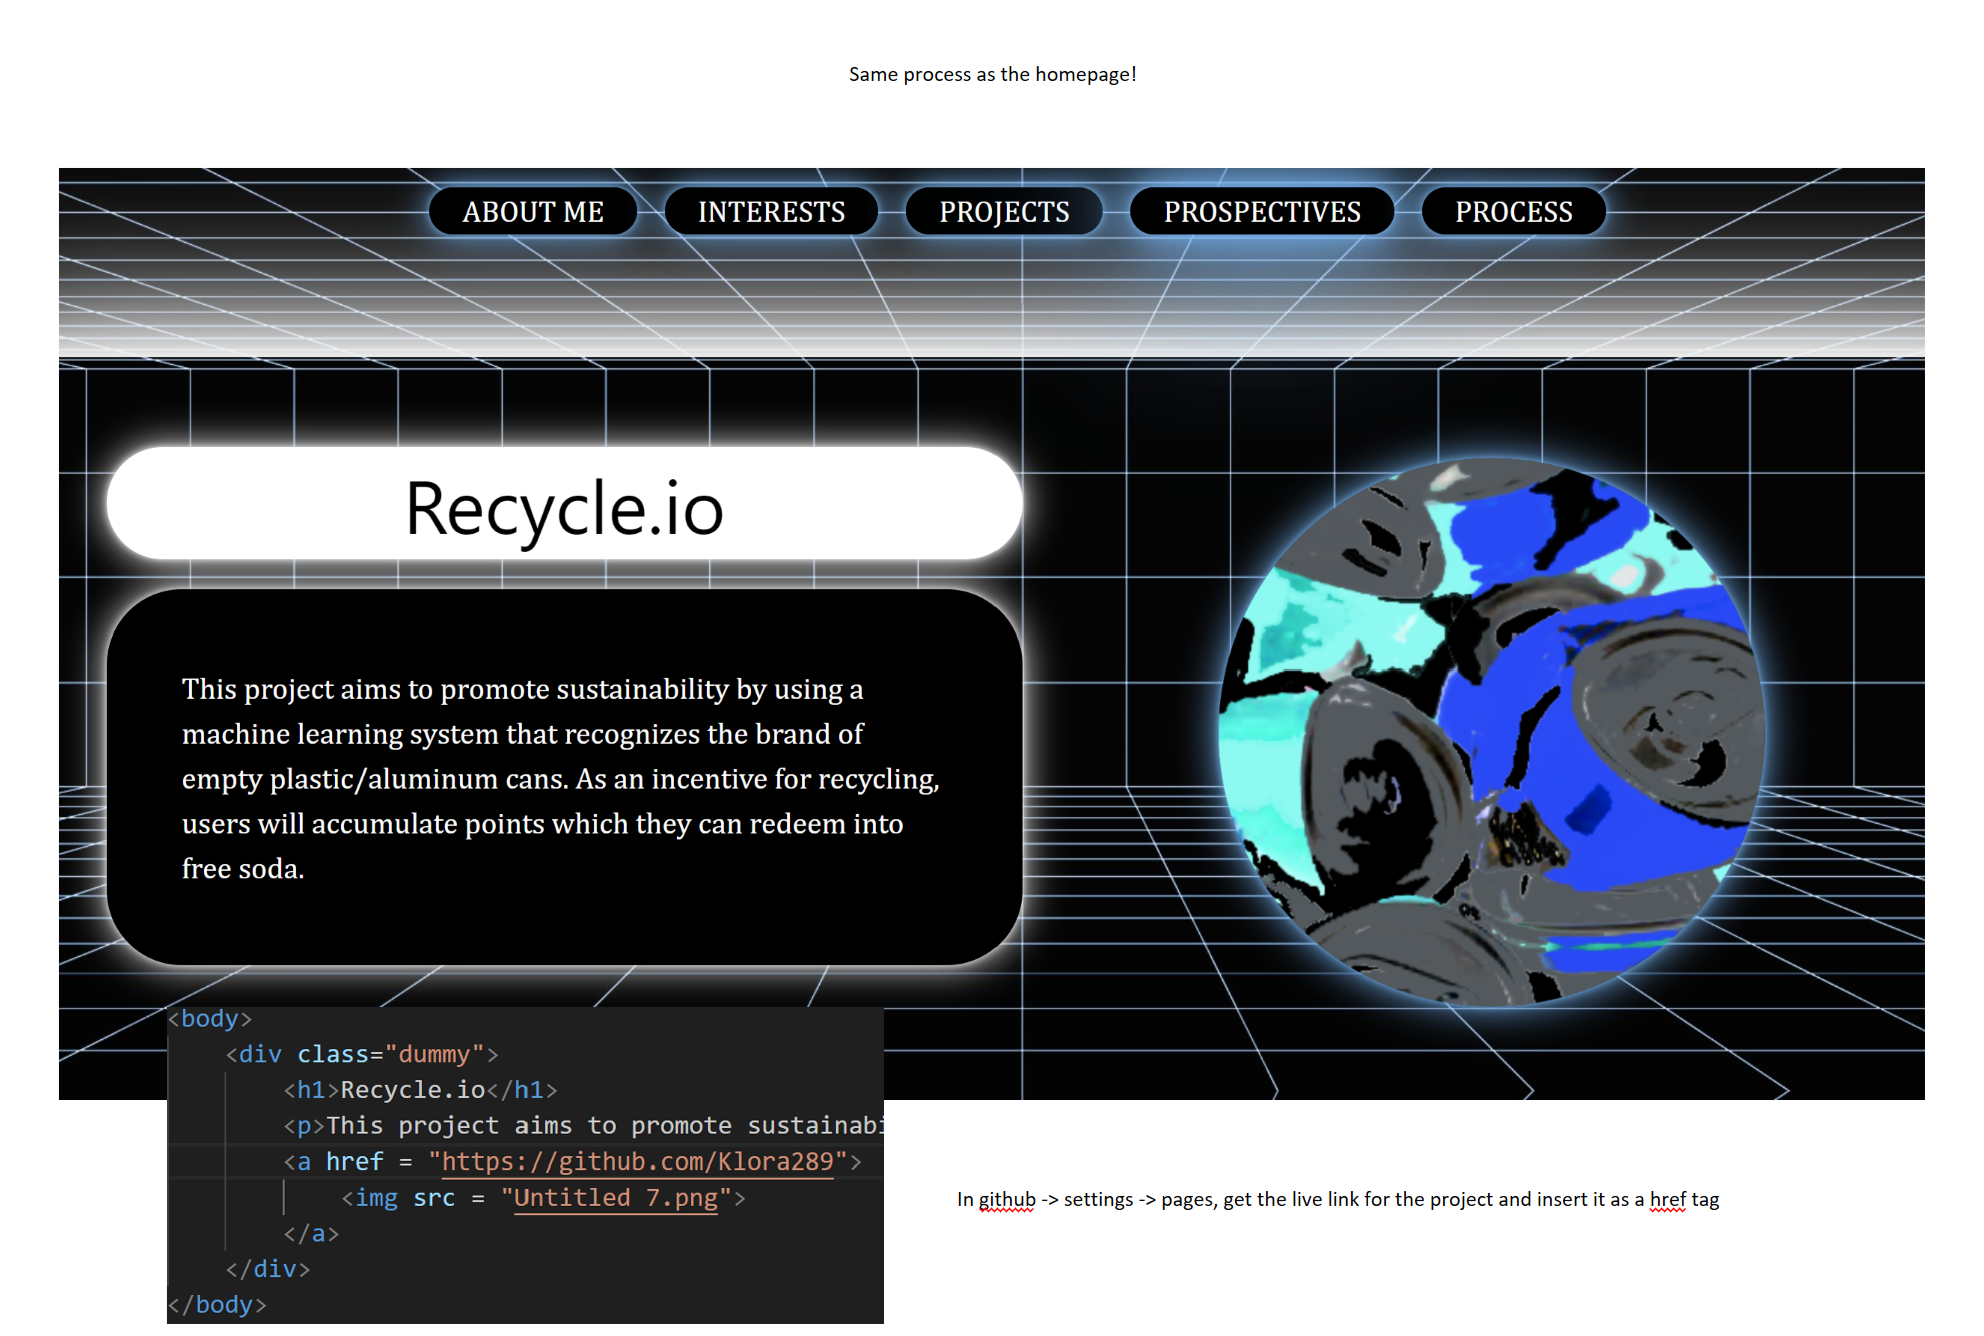 Same process as the homepage!
ABOUT ME INTERESTS PROJECTS PROSPECTIVES PROCESS
Recycle.io
This project aims to promote sustainability by using a
machine learning system that recognizes the brand of
empty plastic/aluminum cans. As an incentive for recycling,
users will accumulate points which they can redeem into
free soda.
<body>
<div class="dummy">
<h1>Recycle.io</h1>
<p>This project aims to promote sustainabi
<a href = "https://github.com/Klora289">
<img src = "Untitled 7.png">
</a>
</div>
</body>
In github -> settings -> pages, get the live link for the project and insert it as a href tag